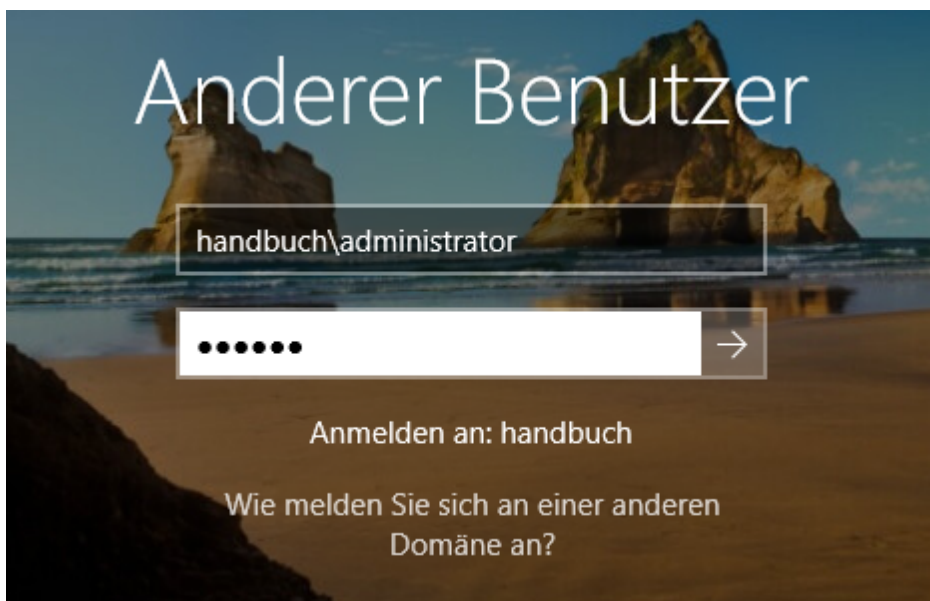 Anderer Benutzer
handbuch\administrator
●●●●●●
Anmelden an: handbuch
Wie melden Sie sich an einer anderen
Domäne an?